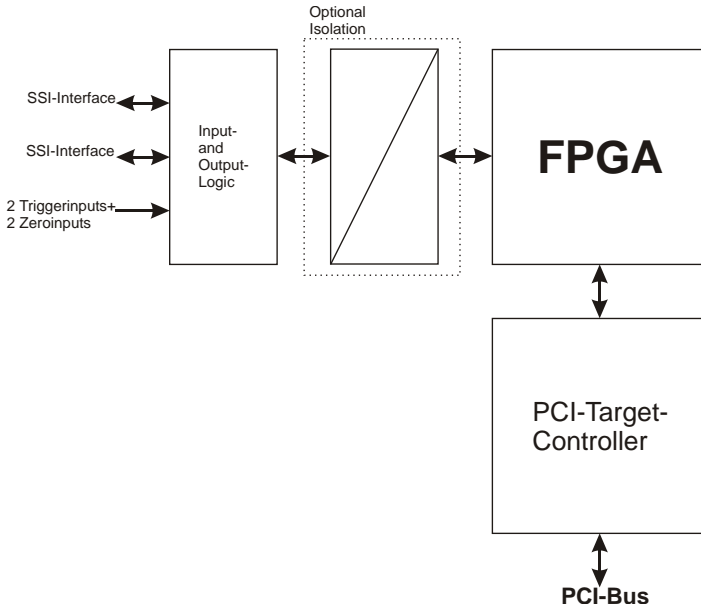 Optional
Isolation
SSI-Interface
SSI-Interface
2 Triggerinputs+
2 Zeroinputs
Input-
and
Output-
Logic
FPGA
PCI-Target-
Controller
PCI-Bus